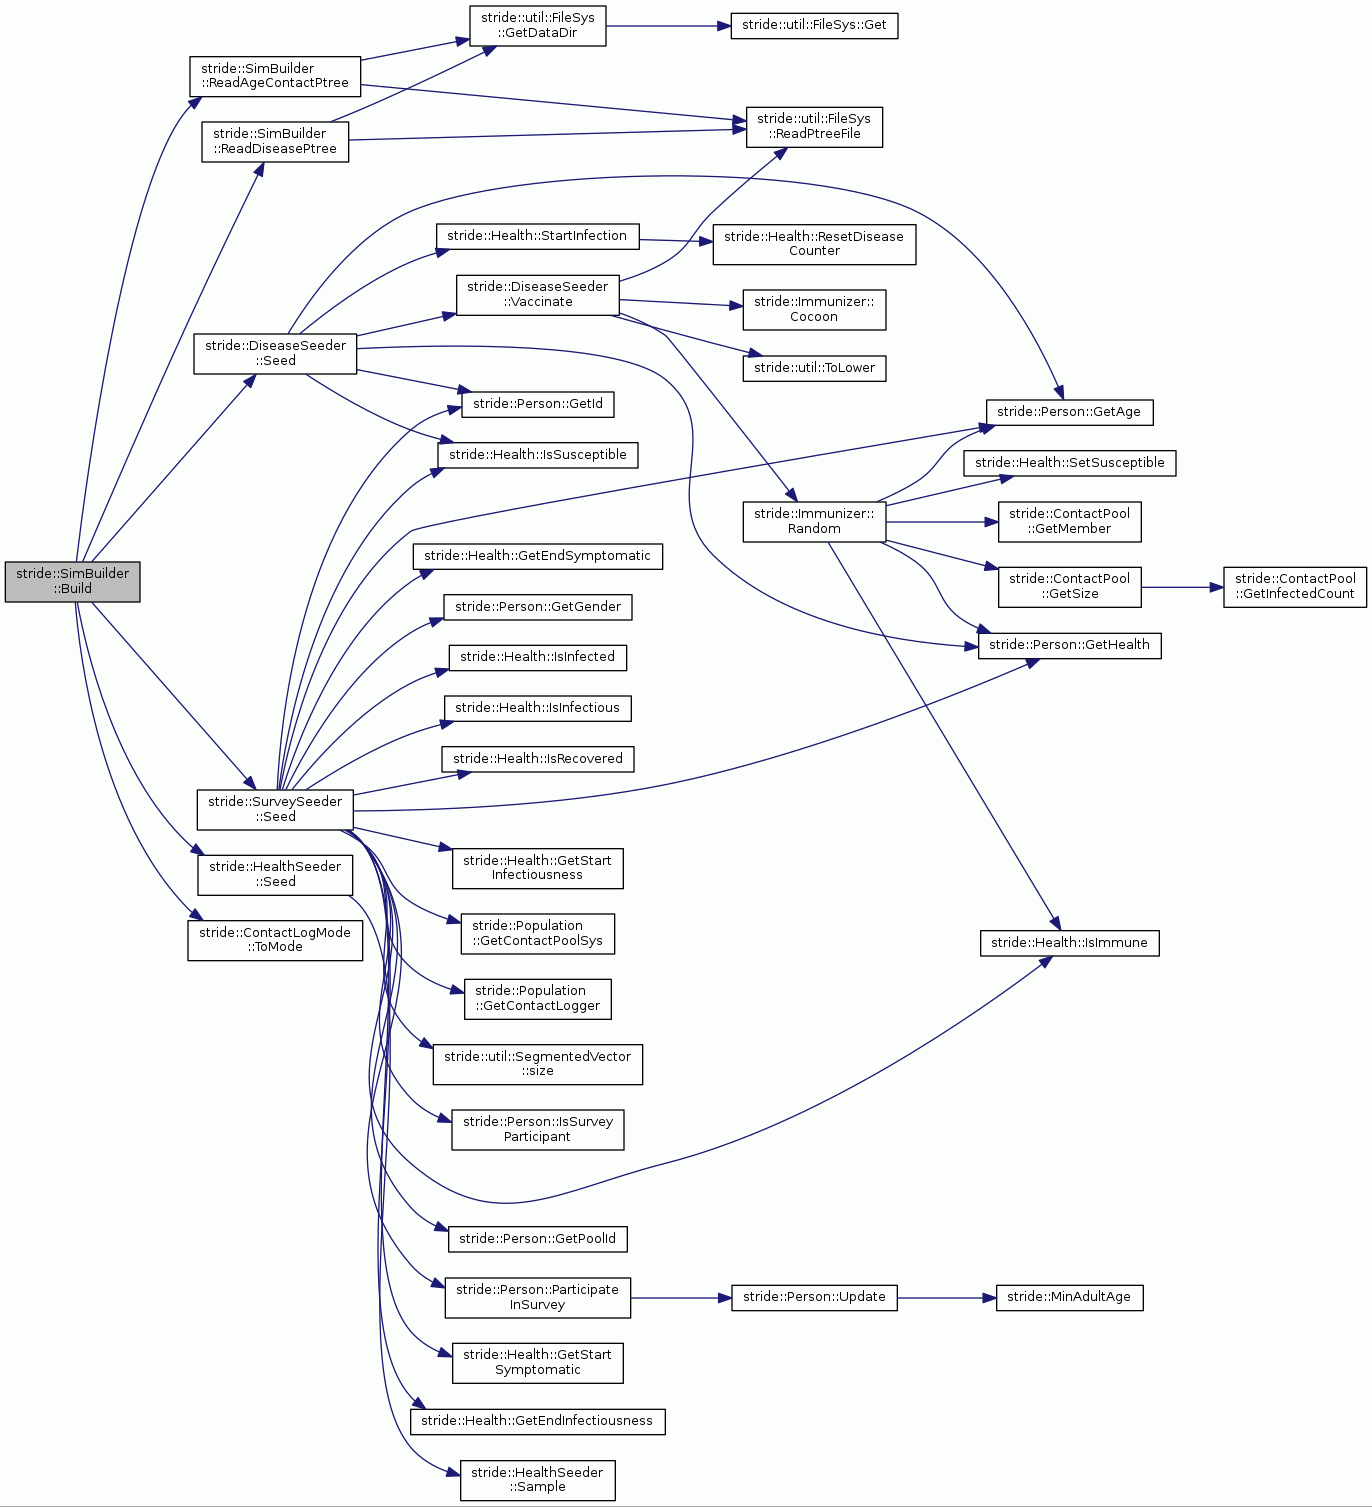 stride::SimBuilder
::Build
stride::SimBuilder
::ReadAgeContactPtree
stride::SimBuilder
::ReadDiseasePtree
stride::DiseaseSeeder
::Seed
stride::SurveySeeder
::Seed
stride::HealthSeeder
::Seed
stride::ContactLogMode
::ToMode
stride::util::FileSys
::GetDataDir
stride::Health::StartInfection
stride::DiseaseSeeder
::Vaccinate
stride::Person::GetId
stride::Health::IsSusceptible
stride::Health::GetEndSymptomatic
stride::Person::GetGender
stride::Health::IsInfected
stride::Health::IsInfectious
stride::Health::IsRecovered
stride::Health::GetStart
Infectiousness
stride::Population
::GetContactPoolSys
stride::Population
::GetContactLogger
stride::util::SegmentedVector
::size
stride::Person::IsSurvey
Participant
stride::Person::GetPoolId
stride::Person::Participate
InSurvey
stride::Health::GetStart
Symptomatic
stride::Health::GetEndInfectiousness
stride::HealthSeeder
::Sample
stride::util::FileSys::Get
stride::util::FileSys
::ReadPtreeFile
stride::Health::ResetDisease
Counter
stride::Immunizer::
Cocoon
stride::util::ToLower
stride::Immunizer::
Random
stride::Person::Update
stride::Person::GetAge
stride::Health::SetSusceptible
stride::ContactPool
::GetMember
stride::ContactPool
::GetSize
stride::Person::GetHealth
stride::Health::IsImmune
stride::MinAdultAge
stride::ContactPool
::GetInfectedCount